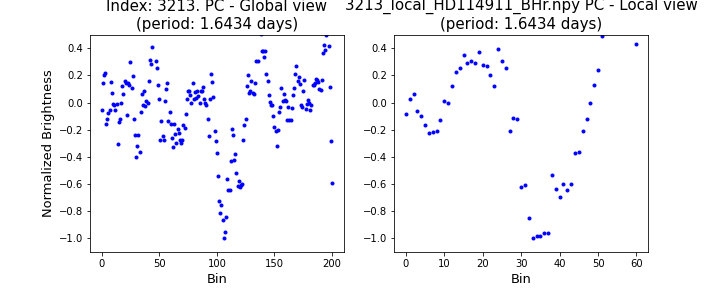 Index: 3213. PC - Global view
(period: 1.6434 days)
3213_local_HD114911_BHr.npy PC - Local view
(period: 1.6434 days)
Normalized Brightness
0.4
0.2
0.0
−0.2
−0.4
−0.6
−0.8
−1.0
0 50 100 150 200
Bin
0.4
0.2
0.0
−0.2
−0.4
−0.6
−0.8
−1.0
0 10 20 30 40 50 60
Bin